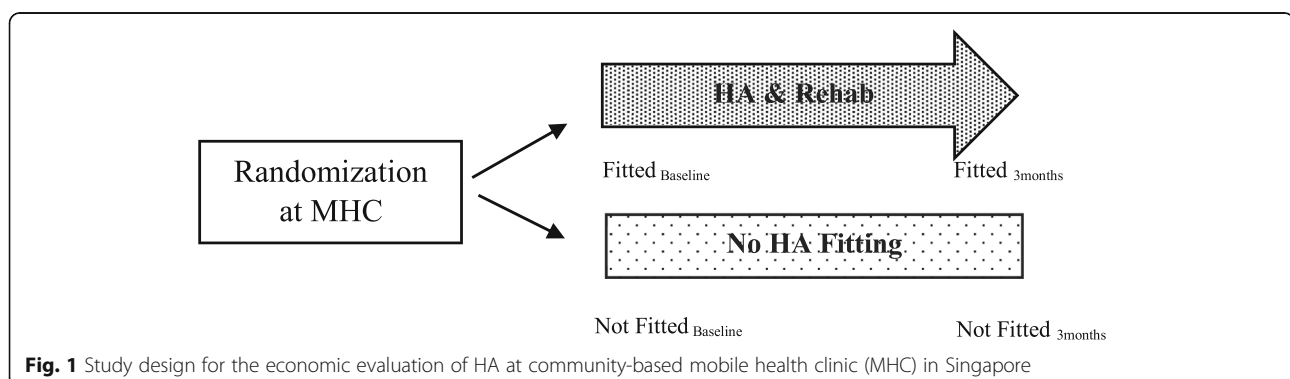 Randomization
at MHC
HA & Rehab
Fitted Baseline
Fitted 3months
No HA Fitting
Not Fitted Baseline
Not Fitted 3months
Fig. 1 Study design for the economic evaluation of HA at community-based mobile health clinic (MHC) in Singapore